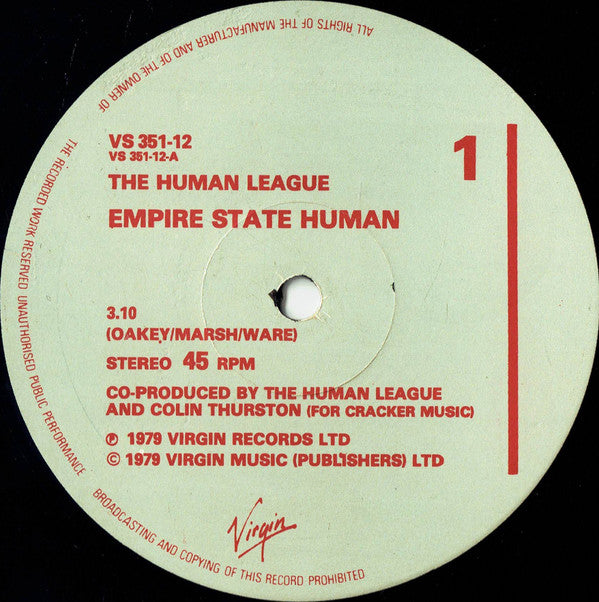 ALL RIGHTS OF THE MANUFACTURER AND OF THE OWNER OF
THE RECORDED WORK RESERVED UNAUTHORISED PUBLIC PERFORMANCE
BROADCASTING AND COPYING OF THIS RECORD PROHIBITED
VS 351-12
VS 351-12-A
1
THE HUMAN LEAGUE
EMPIRE STATE HUMAN
3.10
(OAKEY/MARSH/WARE)
STEREO 45 RPM
CO-PRODUCED BY THE HUMAN LEAGUE
AND COLIN THURSTON (FOR CRACKER MUSIC)
℗ 1979 VIRGIN RECORDS LTD
© 1979 VIRGIN MUSIC (PUBLISHERS) LTD
Virgin